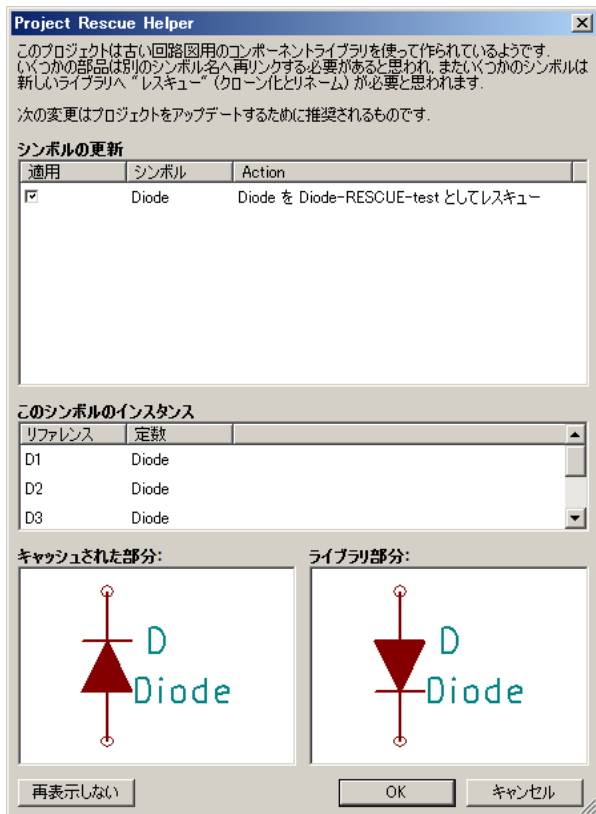 Project Rescue Helper
このプロジェクトは古い回路図用のコンポーネントライブラリを使って作られているようです.
いくつかの部品は別のシンボル名へ再リンクする必要があると思われ, またいくつかのシンボルは
新しいライブラリへ "レスキュー" (クローン化とリネーム) が必要と思われます.
次の変更はプロジェクトをアップデートするために推奨されるものです.
シンボルの更新
適用 シンボル Action
Diode Diode を Diode-RESCUE-test としてレスキュー
このシンボルのインスタンス
リファレンス 定数
D1 Diode
D2 Diode
D3 Diode
キャッシュされた部分: ライブラリ部分:
D D
Diode Diode
再表示しない OK キャンセル